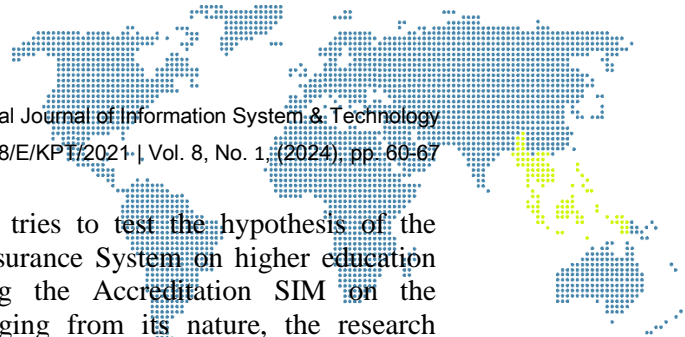 al Journal of Information System & Technology
8/E/KPT/2021 | Vol. 8, No. 1, (2024), pp. 60-67
tries to test the hypothesis of the
surance System on higher education
g the Accreditation SIM on the
ging from its nature, the research